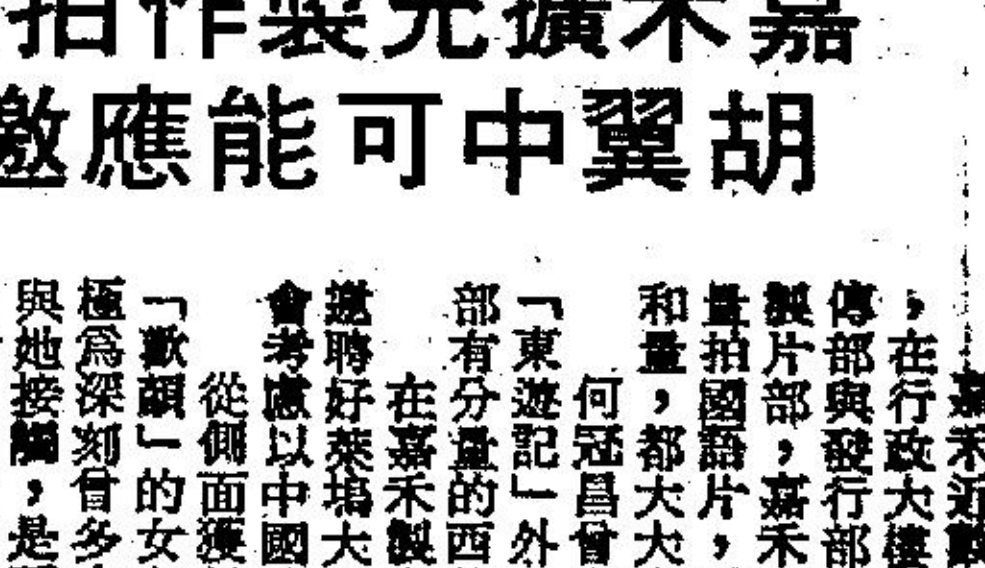 嘉禾擴充製作拍
胡翼中可能應邀
嘉禾近
，在行政大樓
傳部與發行部
製片部，嘉禾
量拍國語片，
和量，都大大
何冠昌曾
「東遊記」外
部有分量的西
在嘉禾製
邀聘好萊塢大
會考慮以中國
從側面獲
「歡顏」的女
極爲深刻曾多
與她接觸，是